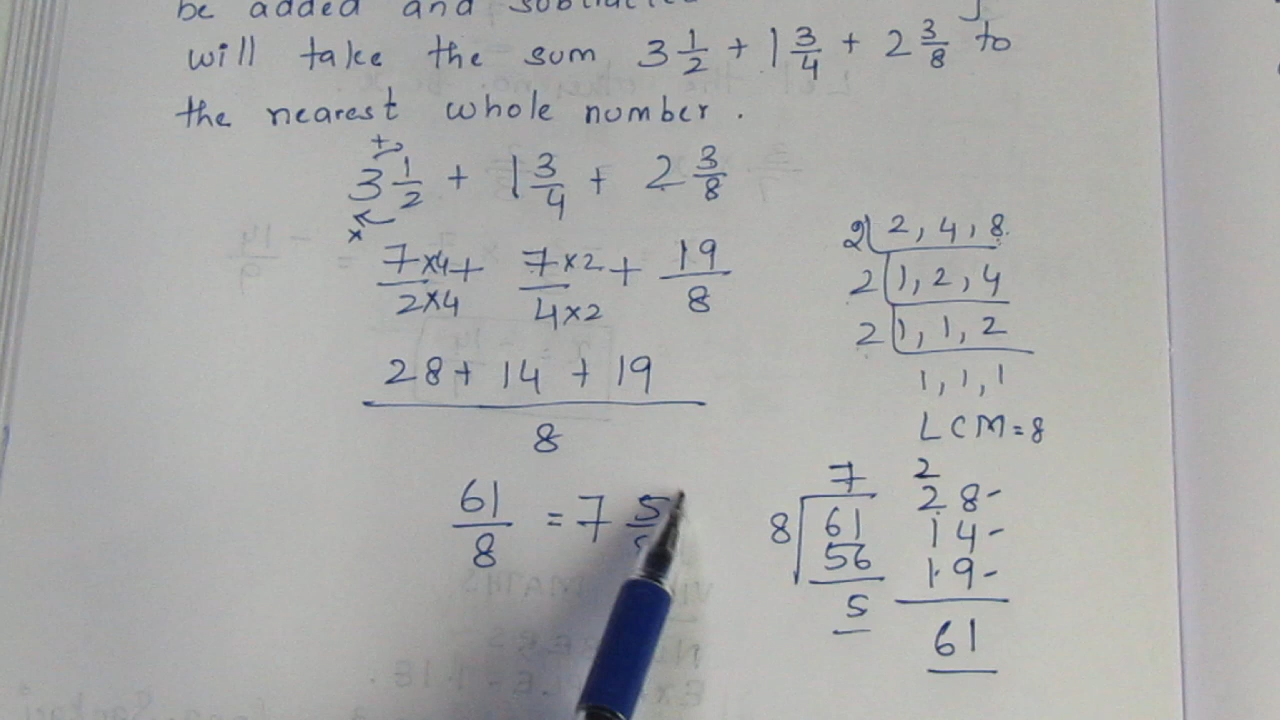 be added and
will take the sum 3 1/2 + 1 3/4 + 2 3/8 to
the nearest whole number.
+
3 1/2 + 1 3/4 + 2 3/8
×
7×4/2×4 + 7×2/4×2 + 19/8
28 + 14 + 19
8
61/8 = 7 5
2 | 2, 4, 8
2 | 1, 2, 4
2 | 1, 1, 2
1, 1, 1
LCM = 8
7
8 | 61
56
5
2
28-
14-
19-
61